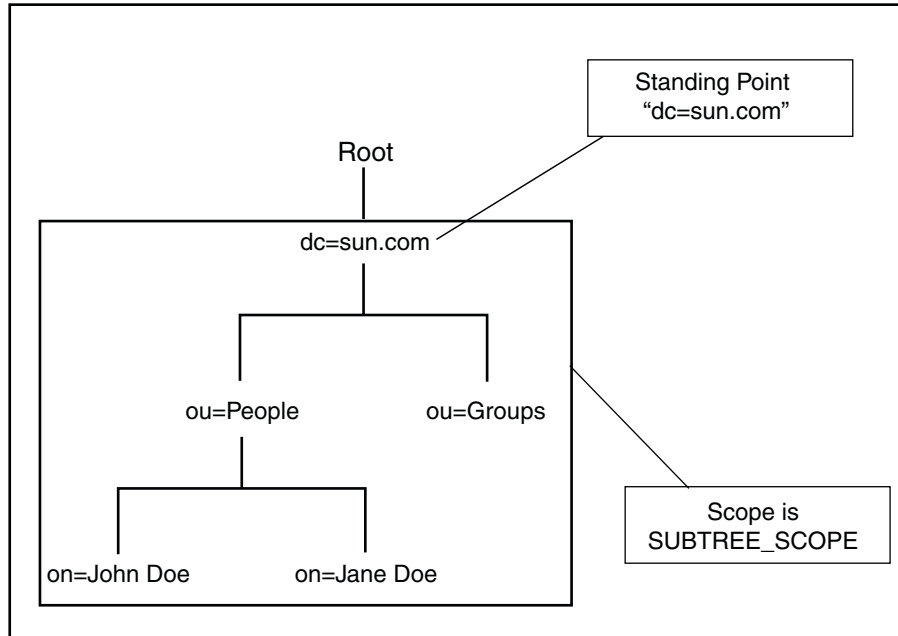 Standing Point
“dc=sun.com”
Root
dc=sun.com
ou=People
ou=Groups
Scope is
SUBTREE_SCOPE
on=John Doe
on=Jane Doe